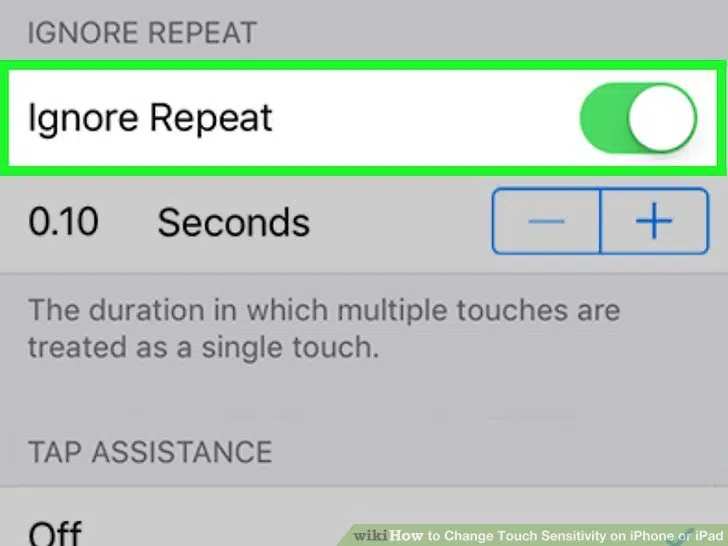 IGNORE REPEAT
Ignore Repeat
0.10 Seconds
The duration in which multiple touches are
treated as a single touch.
TAP ASSISTANCE
Off
wikiHow to Change Touch Sensitivity on iPhone or iPad